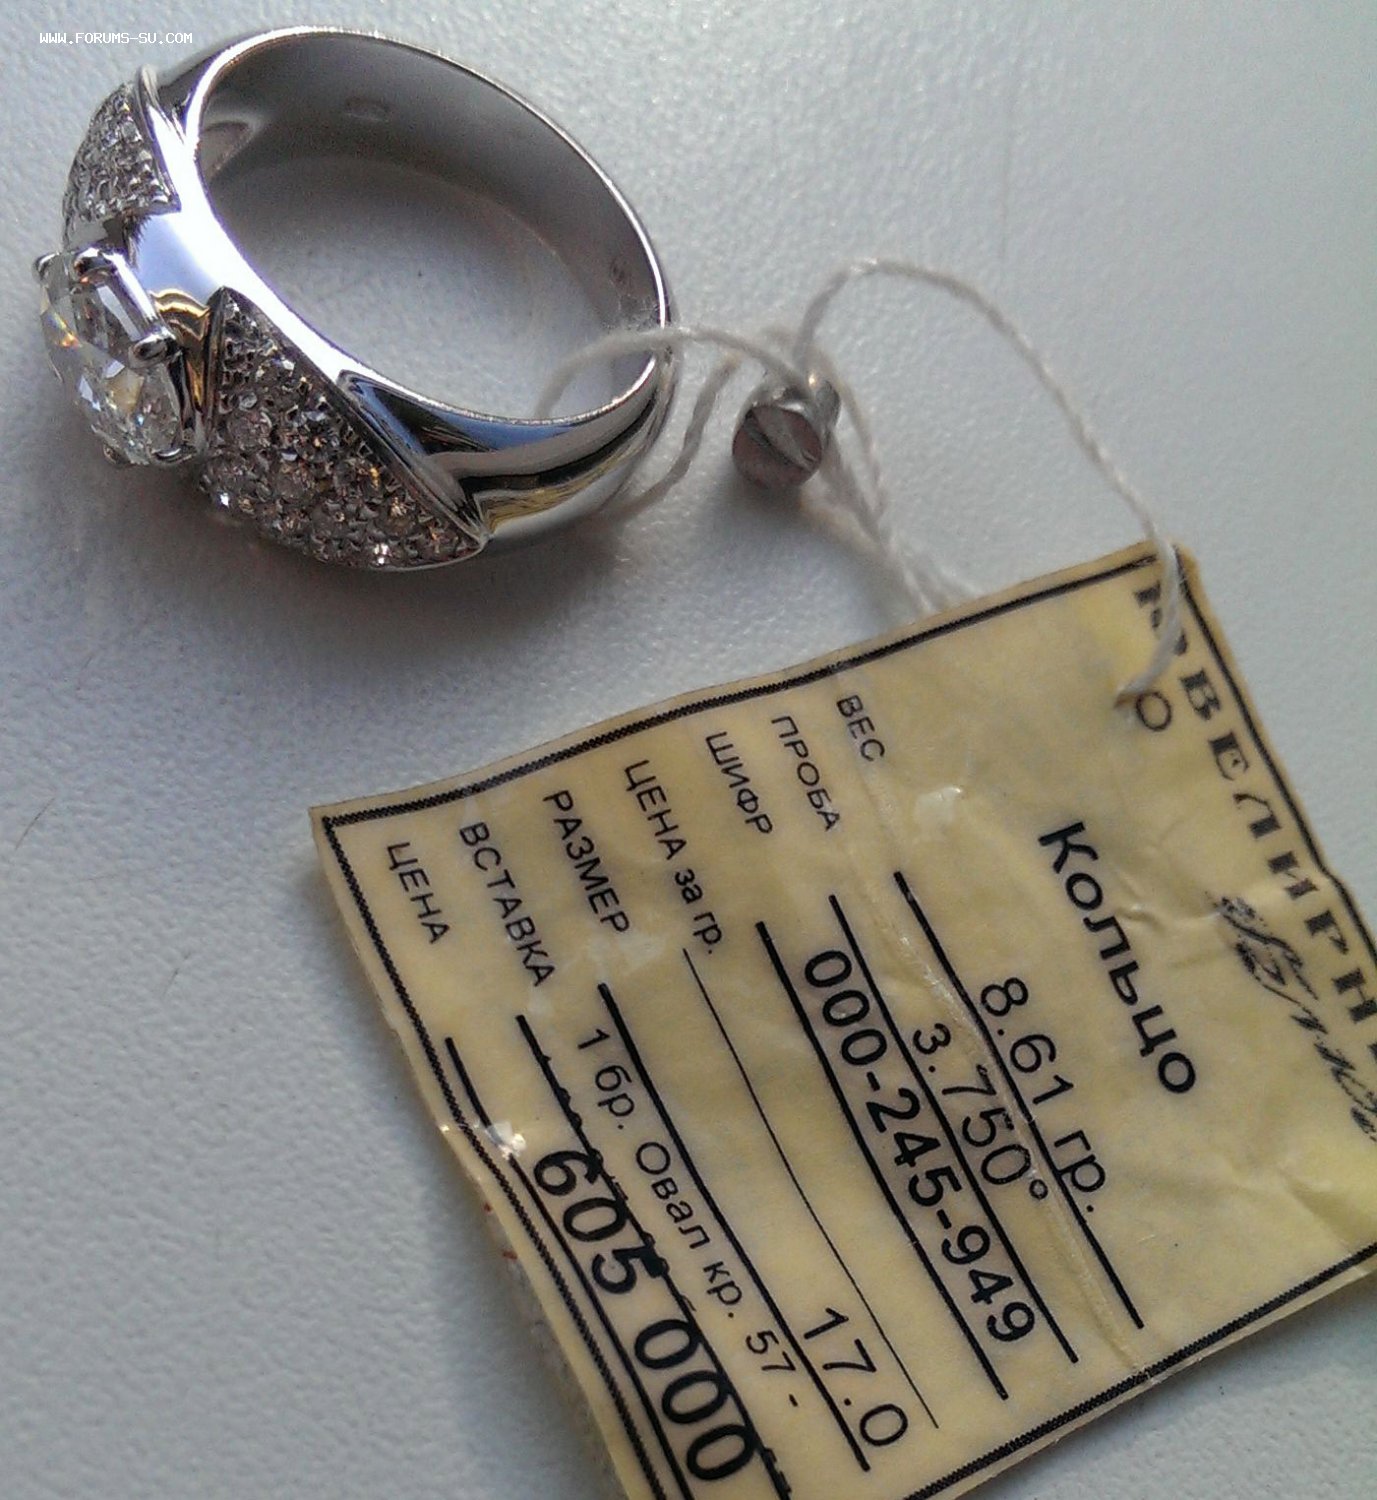 WWW.FORUMS-SU.COM
Кольцо
ВЕС 8.61 гр.
ПРОБА 3.750°
ШИФР 000-245-949
ЦЕНА за гр.
РАЗМЕР 17.0
ВСТАВКА 1 бр. Овал кр. 57 -
ЦЕНА 605 000